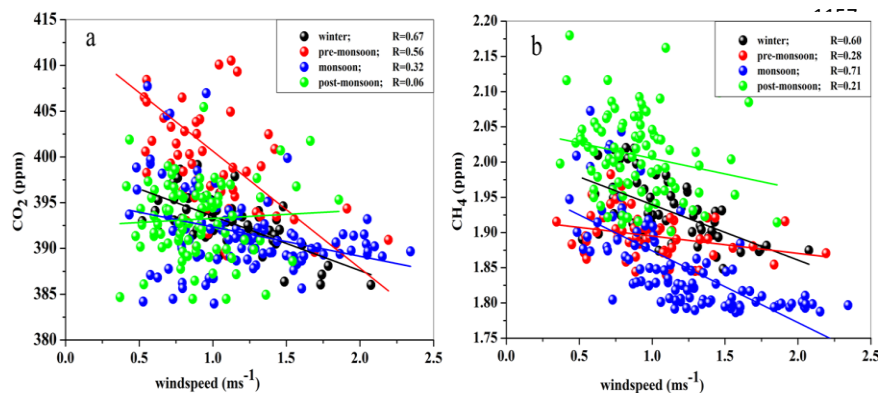 1157
a
winter; R=0.67
pre-monsoon; R=0.56
monsoon; R=0.32
post-monsoon; R=0.06
CO2 (ppm)
415
410
405
400
395
390
385
380
0.0 0.5 1.0 1.5 2.0 2.5
windspeed (ms-1)
b
winter; R=0.60
pre-monsoon; R=0.28
monsoon; R=0.71
post-monsoon; R=0.21
CH4 (ppm)
2.20
2.15
2.10
2.05
2.00
1.95
1.90
1.85
1.80
1.75
0.0 0.5 1.0 1.5 2.0 2.5
windspeed (ms-1)